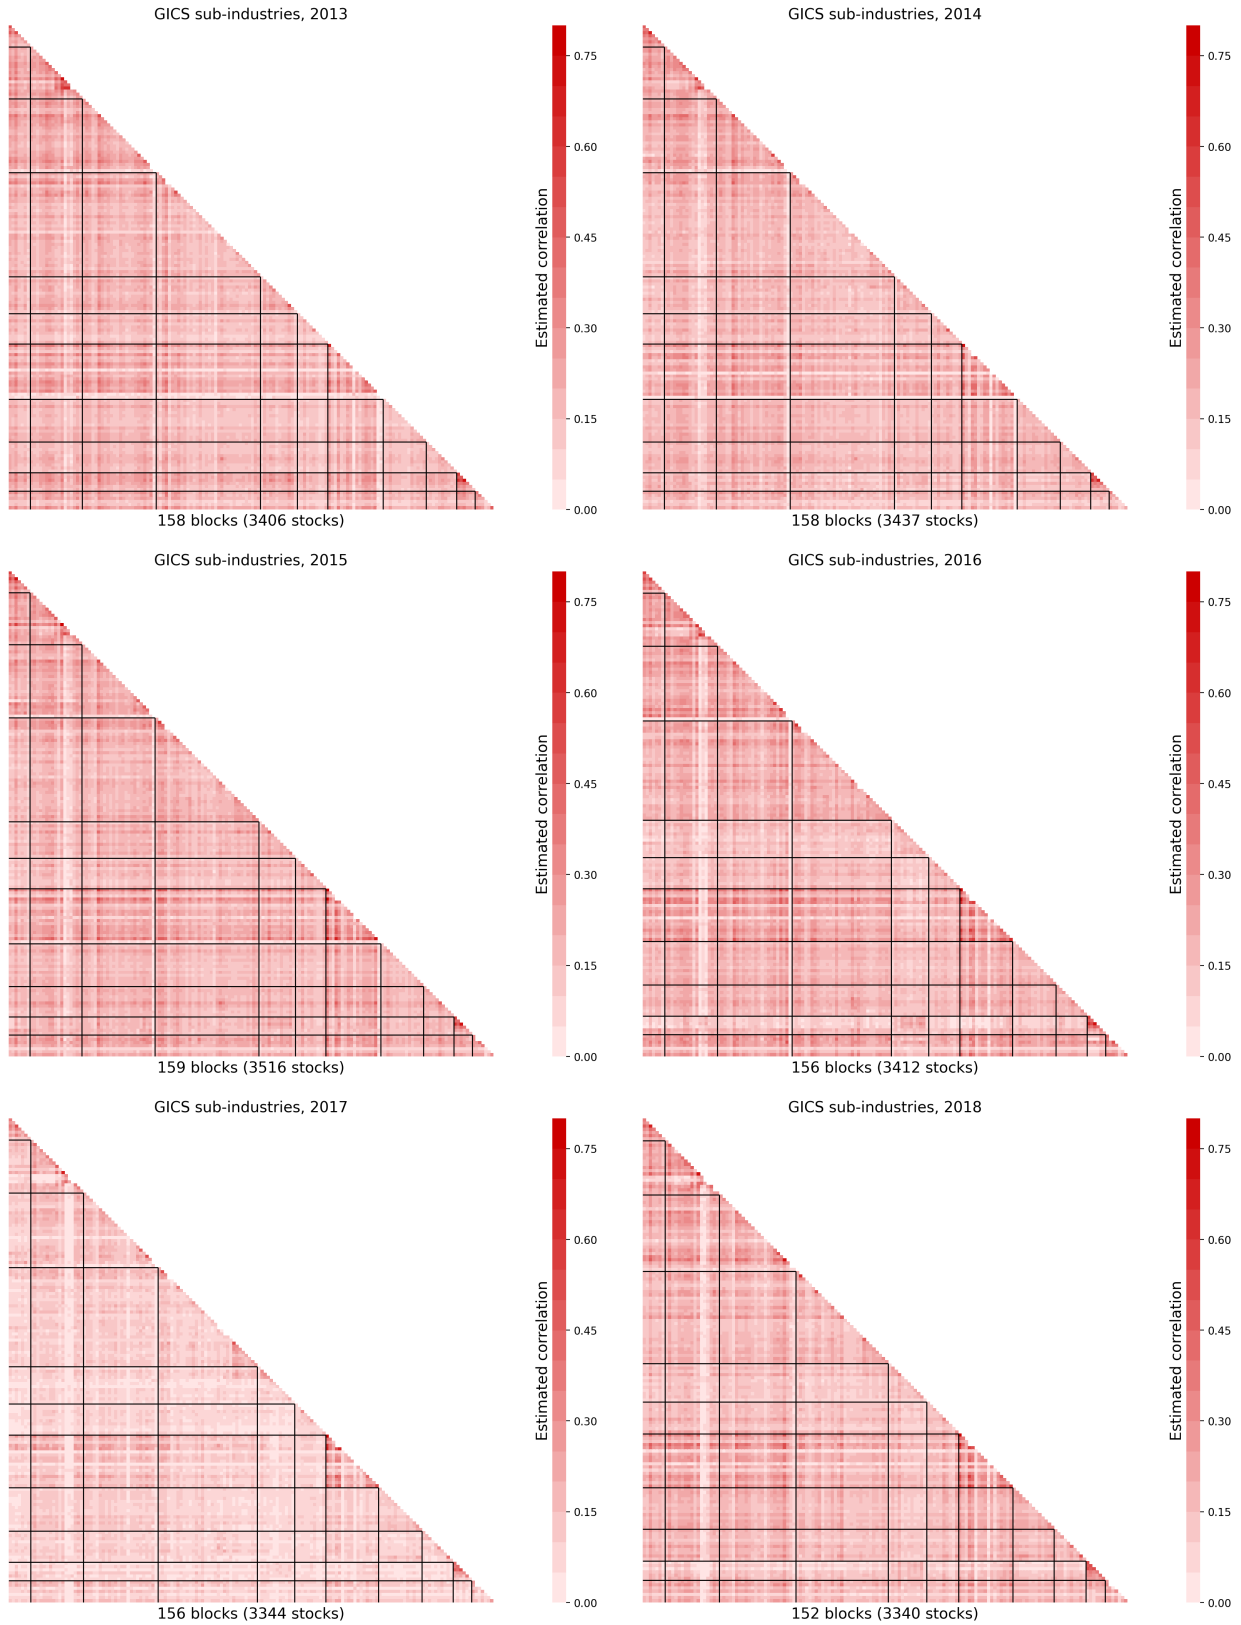 GICS sub-industries, 2013
0.75
0.60
0.45
0.30
0.15
0.00
Estimated correlation
158 blocks (3406 stocks)
GICS sub-industries, 2014
0.75
0.60
0.45
0.30
0.15
0.00
Estimated correlation
158 blocks (3437 stocks)
GICS sub-industries, 2015
0.75
0.60
0.45
0.30
0.15
0.00
Estimated correlation
159 blocks (3516 stocks)
GICS sub-industries, 2016
0.75
0.60
0.45
0.30
0.15
0.00
Estimated correlation
156 blocks (3412 stocks)
GICS sub-industries, 2017
0.75
0.60
0.45
0.30
0.15
0.00
Estimated correlation
156 blocks (3344 stocks)
GICS sub-industries, 2018
0.75
0.60
0.45
0.30
0.15
0.00
Estimated correlation
152 blocks (3340 stocks)